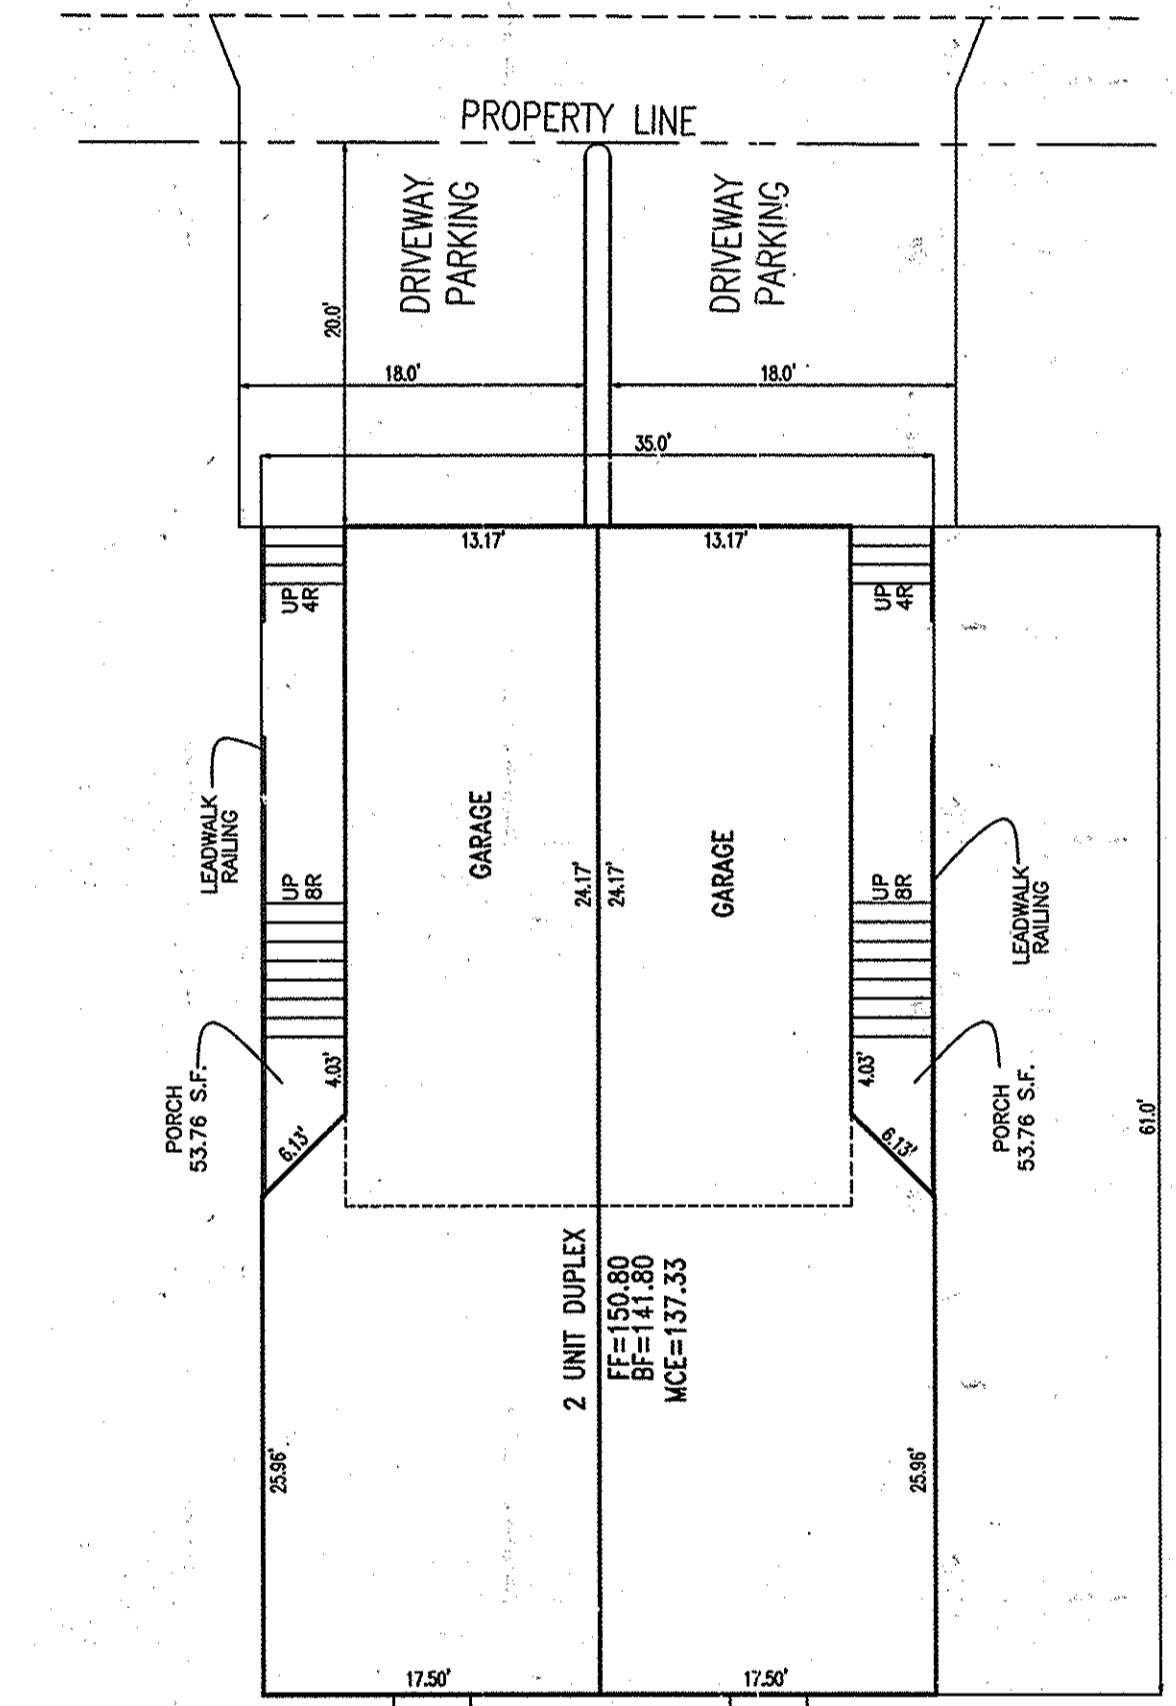 PROPERTY LINE
DRIVEWAY
PARKING
DRIVEWAY
PARKING
20.0'
18.0'
18.0'
35.0'
13.17'
13.17'
UP
4R
UP
4R
LEADWALK
RAILING
GARAGE
GARAGE
24.17'
24.17'
UP
8R
UP
8R
LEADWALK
RAILING
PORCH
53.76 S.F.
4.03'
4.03'
PORCH
53.76 S.F.
6.13'
6.13'
61.0'
2 UNIT DUPLEX
FF=150.80
BF=141.80
MCE=137.33
25.96'
25.96'
17.50'
17.50'